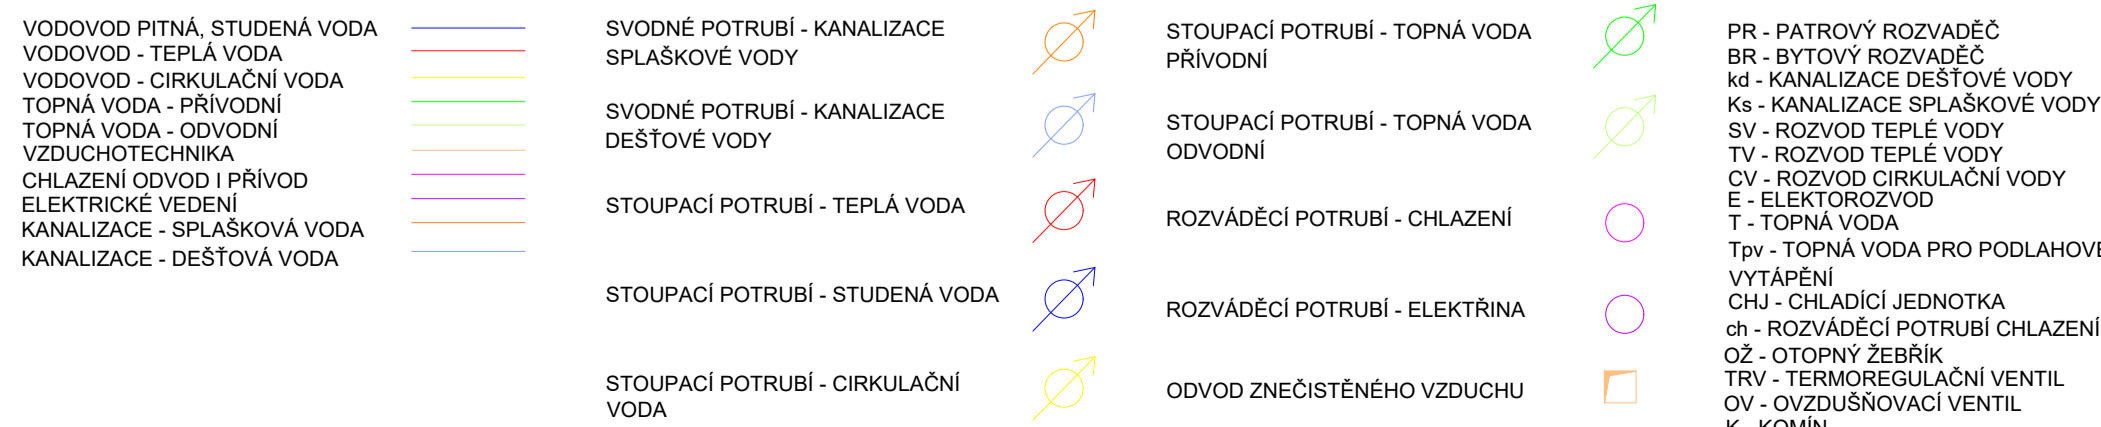 VODOVOD PITNÁ, STUDENÁ VODA
VODOVOD - TEPLÁ VODA
VODOVOD - CIRKULAČNÍ VODA
TOPNÁ VODA - PŘÍVODNÍ
TOPNÁ VODA - ODVODNÍ
VZDUCHOTECHNIKA
CHLAZENÍ ODVOD I PŘÍVOD
ELEKTRICKÉ VEDENÍ
KANALIZACE - SPLAŠKOVÁ VODA
KANALIZACE - DEŠŤOVÁ VODA
SVODNÉ POTRUBÍ - KANALIZACE
SPLAŠKOVÉ VODY
SVODNÉ POTRUBÍ - KANALIZACE
DEŠŤOVÉ VODY
STOUPACÍ POTRUBÍ - TEPLÁ VODA
STOUPACÍ POTRUBÍ - STUDENÁ VODA
STOUPACÍ POTRUBÍ - CIRKULAČNÍ
VODA
STOUPACÍ POTRUBÍ - TOPNÁ VODA
PŘÍVODNÍ
STOUPACÍ POTRUBÍ - TOPNÁ VODA
ODVODNÍ
ROZVÁDĚCÍ POTRUBÍ - CHLAZENÍ
ROZVÁDĚCÍ POTRUBÍ - ELEKTŘINA
ODVOD ZNEČISTĚNÉHO VZDUCHU
PR - PATROVÝ ROZVADĚČ
BR - BYTOVÝ ROZVADĚČ
kd - KANALIZACE DEŠŤOVÉ VODY
Ks - KANALIZACE SPLAŠKOVÉ VODY
SV - ROZVOD TEPLÉ VODY
TV - ROZVOD TEPLÉ VODY
CV - ROZVOD CIRKULAČNÍ VODY
E - ELEKTOROZVOD
T - TOPNÁ VODA
Tpv - TOPNÁ VODA PRO PODLAHOVÉ
VYTÁPĚNÍ
CHJ - CHLADÍCÍ JEDNOTKA
ch - ROZVÁDĚCÍ POTRUBÍ CHLAZENÍ
OŽ - OTOPNÝ ŽEBŘÍK
TRV - TERMOREGULAČNÍ VENTIL
OV - OVZDUŠŇOVACÍ VENTIL
K - KOMÍN